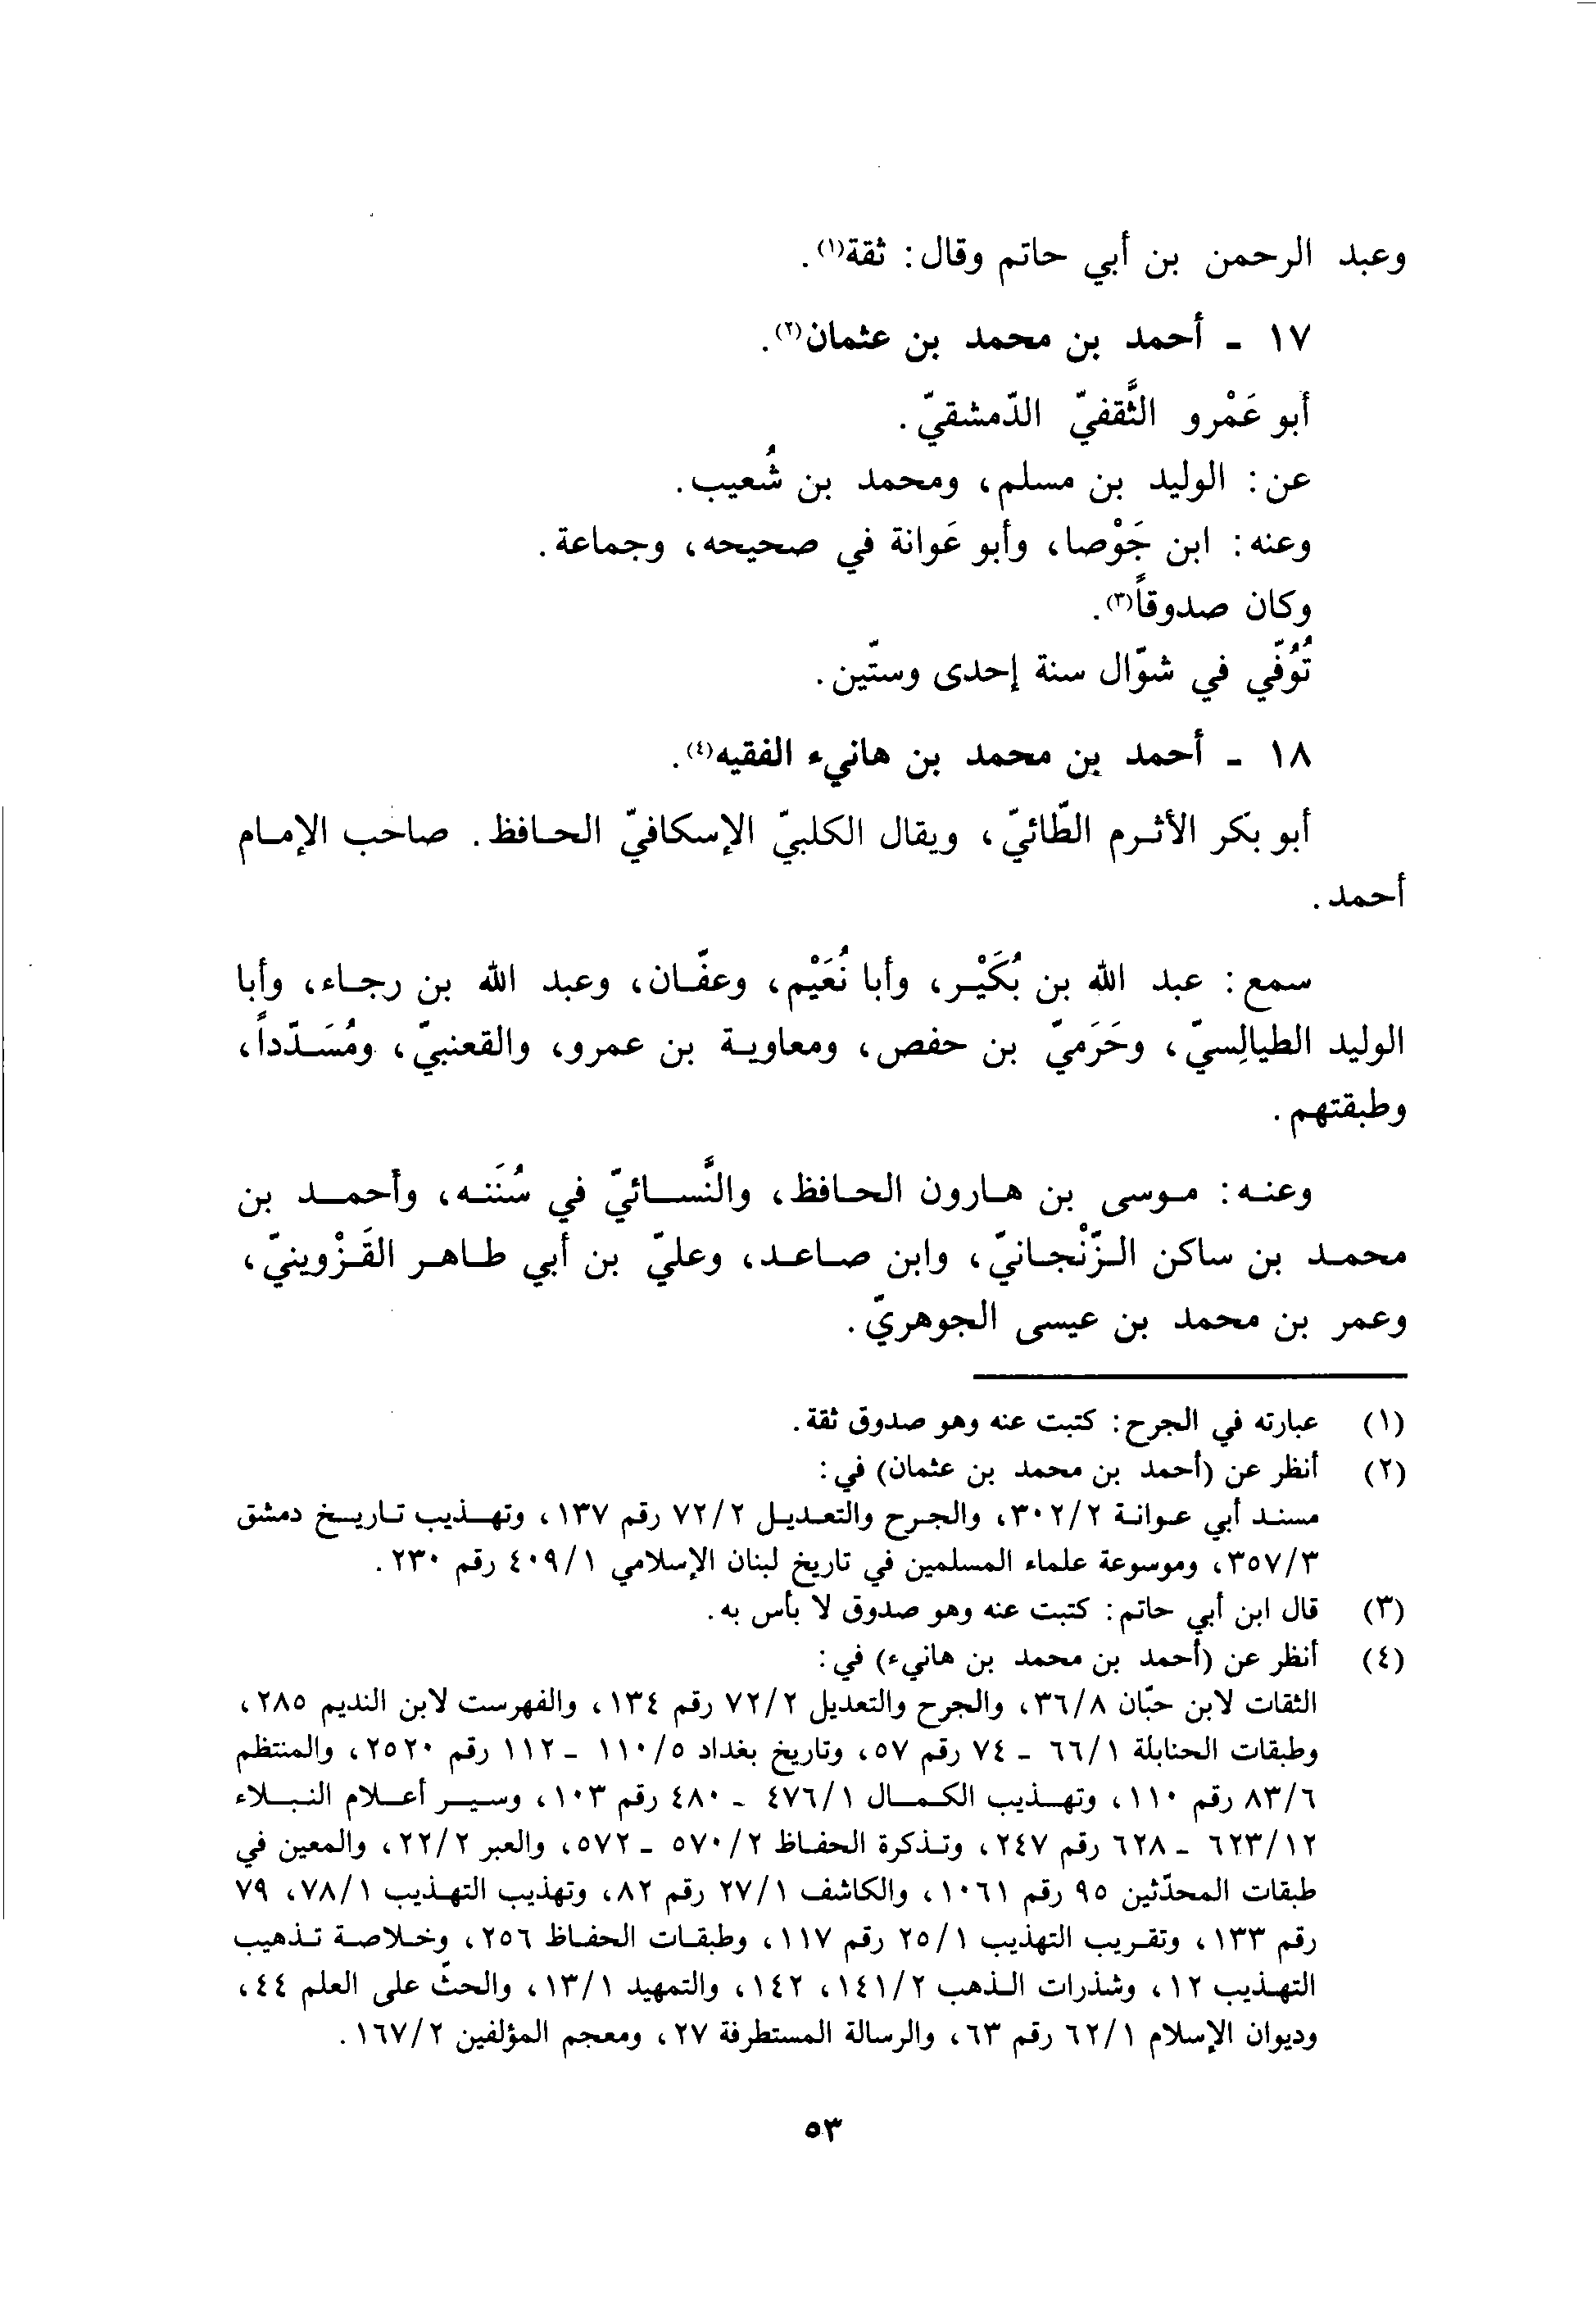 وعبد الرحمن بن أبي حاتم وقال: ثقة(١).
١٧ - أحمد بن محمد بن عثمان(٢).
أبو عَمْرو الثَّقفيّ الدّمشقيّ.
عن: الوليد بن مسلم، ومحمد بن شُعيب.
وعنه: ابن جَوْصا، وأبو عَوانة في صحيحه، وجماعة.
وكان صدوقاً(٣).
تُوُفّي في شوّال سنة إحدى وستّين.
١٨ - أحمد بن محمد بن هانيء الفقيه(٤).
أبو بكر الأثرم الطّائيّ، ويقال الكلبيّ الإسكافيّ الحافظ. صاحب الإمام
أحمد.
سمع: عبد الله بن بُكَيْر، وأبا نُعَيْم، وعفّان، وعبد الله بن رجاء، وأبا
الوليد الطيالِسيّ، وحَرَميّ بن حفص، ومعاوية بن عمرو، والقعنبيّ، ومُسَدّداً،
وطبقتهم.
وعنه: موسى بن هارون الحافظ، والنَّسائيّ في سُنَنه، وأحمد بن
محمد بن ساكن الزّنْجانيّ، وابن صاعد، وعليّ بن أبي طاهر القَزْوينيّ،
وعمر بن محمد بن عيسى الجوهريّ.
(١) عبارته في الجرح: كتبت عنه وهو صدوق ثقة.
(٢) أنظر عن (أحمد بن محمد بن عثمان) في:
مسند أبي عوانة ٣٠٢/٢، والجرح والتعديل ٧٢/٢ رقم ١٣٧، وتهذيب تاريخ دمشق
٣٥٧/٣، وموسوعة علماء المسلمين في تاريخ لبنان الإسلامي ٤٠٩/١ رقم ٢٣٠.
(٣) قال ابن أبي حاتم: كتبت عنه وهو صدوق لا بأس به.
(٤) أنظر عن (أحمد بن محمد بن هانيء) في:
الثقات لابن حبّان ٣٦/٨، والجرح والتعديل ٧٢/٢ رقم ١٣٤، والفهرست لابن النديم ٢٨٥،
وطبقات الحنابلة ٦٦/١ - ٧٤ رقم ٥٧، وتاريخ بغداد ١١٠/٥ - ١١٢ رقم ٢٥٢٠، والمنتظم
٨٣/٦ رقم ١١٠، وتهذيب الكمال ٤٧٦/١ - ٤٨٠ رقم ١٠٣، وسير أعلام النبلاء
٦٢٣/١٢ - ٦٢٨ رقم ٢٤٧، وتذكرة الحفاظ ٥٧٠/٢ - ٥٧٢، والعبر ٢٢/٢، والمعين في
طبقات المحدّثين ٩٥ رقم ١٠٦١، والكاشف ٢٧/١ رقم ٨٢، وتهذيب التهذيب ٧٨/١، ٧٩
رقم ١٣٣، وتقريب التهذيب ٢٥/١ رقم ١١٧، وطبقات الحفاظ ٢٥٦، وخلاصة تذهيب
التهذيب ١٢، وشذرات الذهب ١٤١/٢، ١٤٢، والتمهيد ١٣/١، والحثّ على العلم ٤٤،
وديوان الإسلام ٦٢/١ رقم ٦٣، والرسالة المستطرفة ٢٧، ومعجم المؤلفين ١٦٧/٢.
٥٣